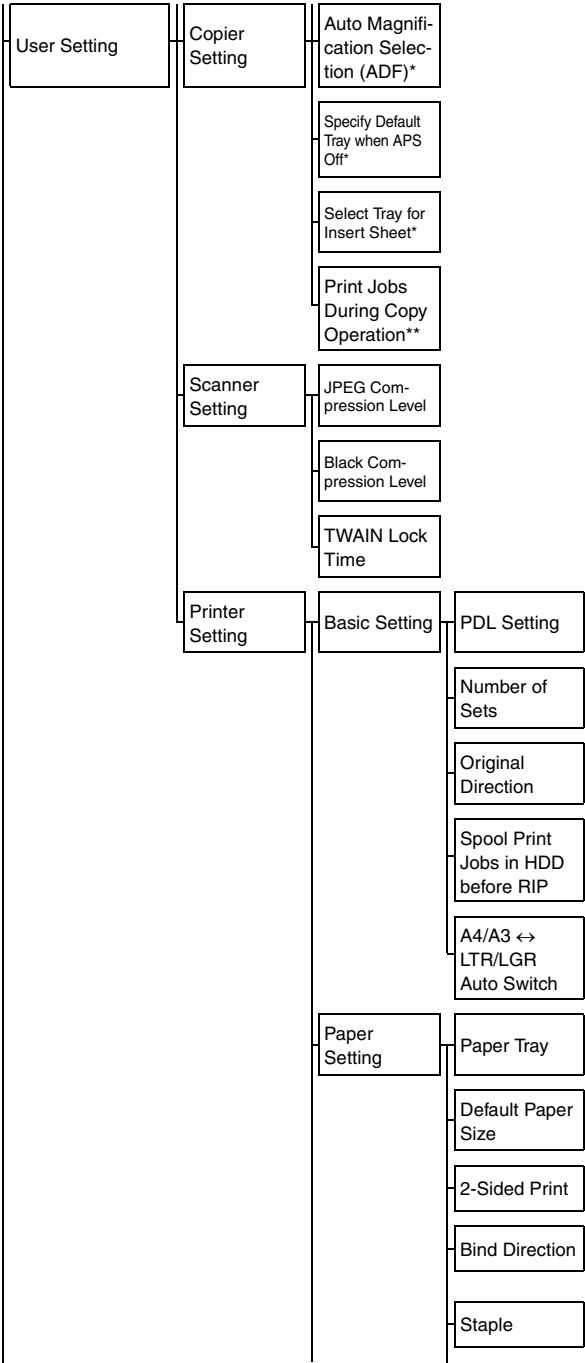 User Setting
Copier
Setting
Auto Magnifi-
cation Selec-
tion (ADF)*
Specify Default
Tray when APS
Off*
Select Tray for
Insert Sheet*
Print Jobs
During Copy
Operation**
Scanner
Setting
JPEG Com-
pression Level
Black Com-
pression Level
TWAIN Lock
Time
Printer
Setting
Basic Setting
PDL Setting
Number of
Sets
Original
Direction
Spool Print
Jobs in HDD
before RIP
A4/A3 ↔
LTR/LGR
Auto Switch
Paper
Setting
Paper Tray
Default Paper
Size
2-Sided Print
Bind Direction
Staple